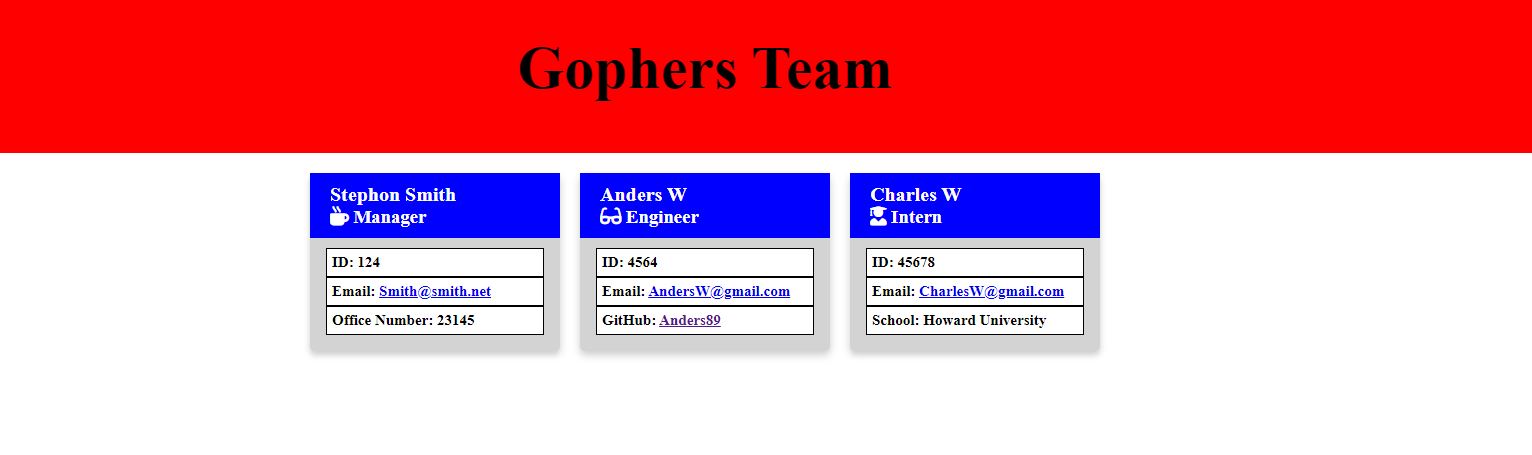 Gophers Team
Stephon Smith
Manager
ID: 124
Email: Smith@smith.net
Office Number: 23145
Anders W
Engineer
ID: 4564
Email: AndersW@gmail.com
GitHub: Anders89
Charles W
Intern
ID: 45678
Email: CharlesW@gmail.com
School: Howard University